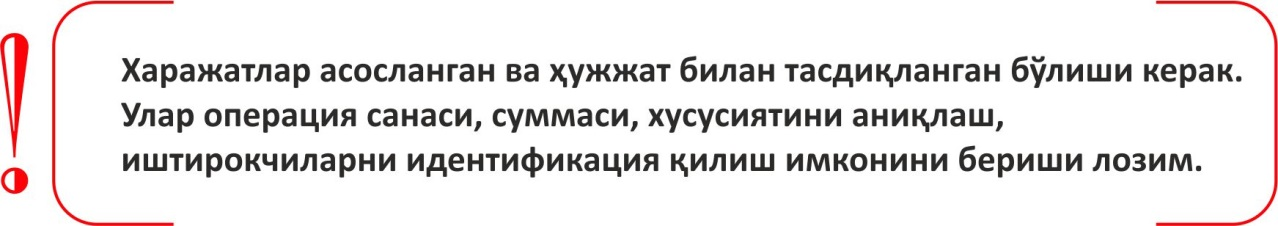 Харажатлар асосланган ва ҳужжат билан тасдиқланган бўлиши керак.
Улар операция санаси, суммаси, хусусиятини аниқлаш,
иштирокчиларни идентификация қилиш имконини бериши лозим.